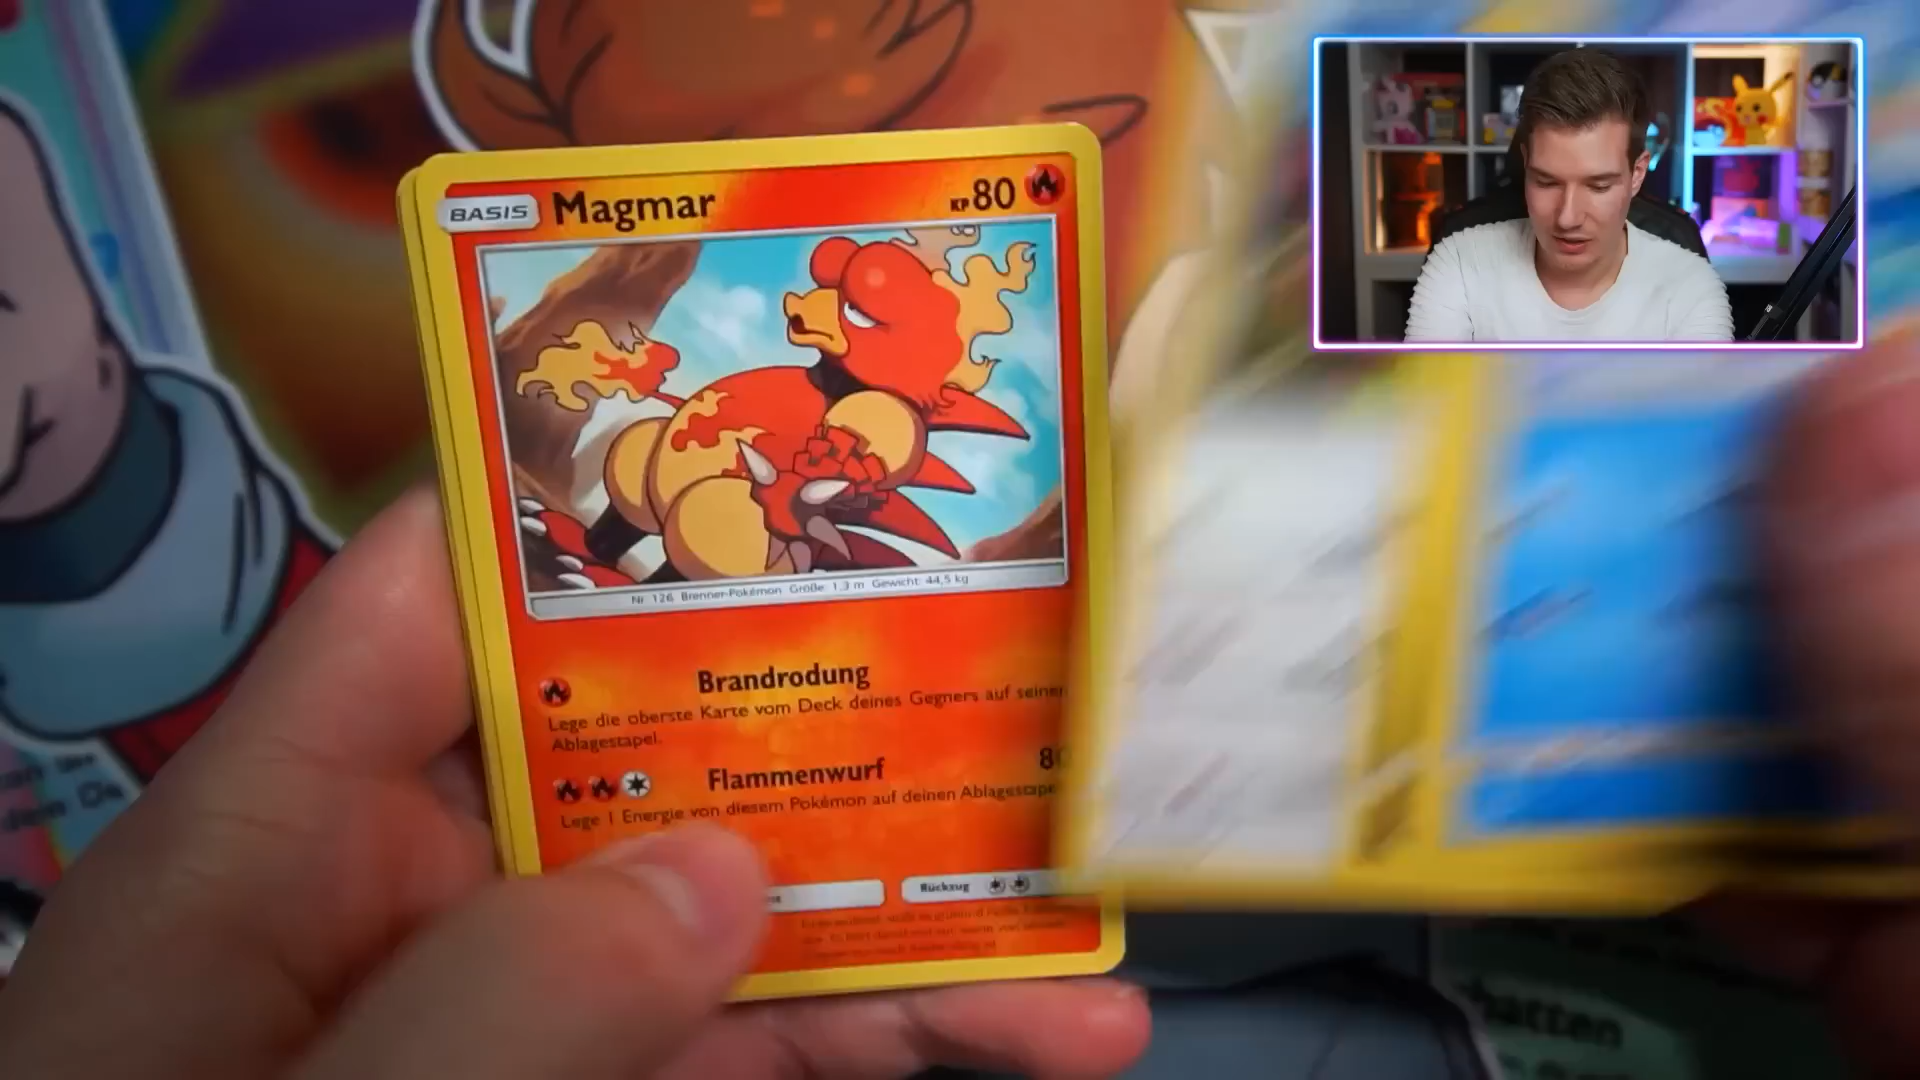 BASIS Magmar KP 80
Nr. 126 Brenner-Pokémon Größe: 1,3 m Gewicht: 44,5 kg
Brandrodung
Lege die oberste Karte vom Deck deines Gegners auf seinen
Ablagestapel.
Flammenwurf 80
Lege 1 Energie von diesem Pokémon auf deinen Ablagestapel
Rückzug